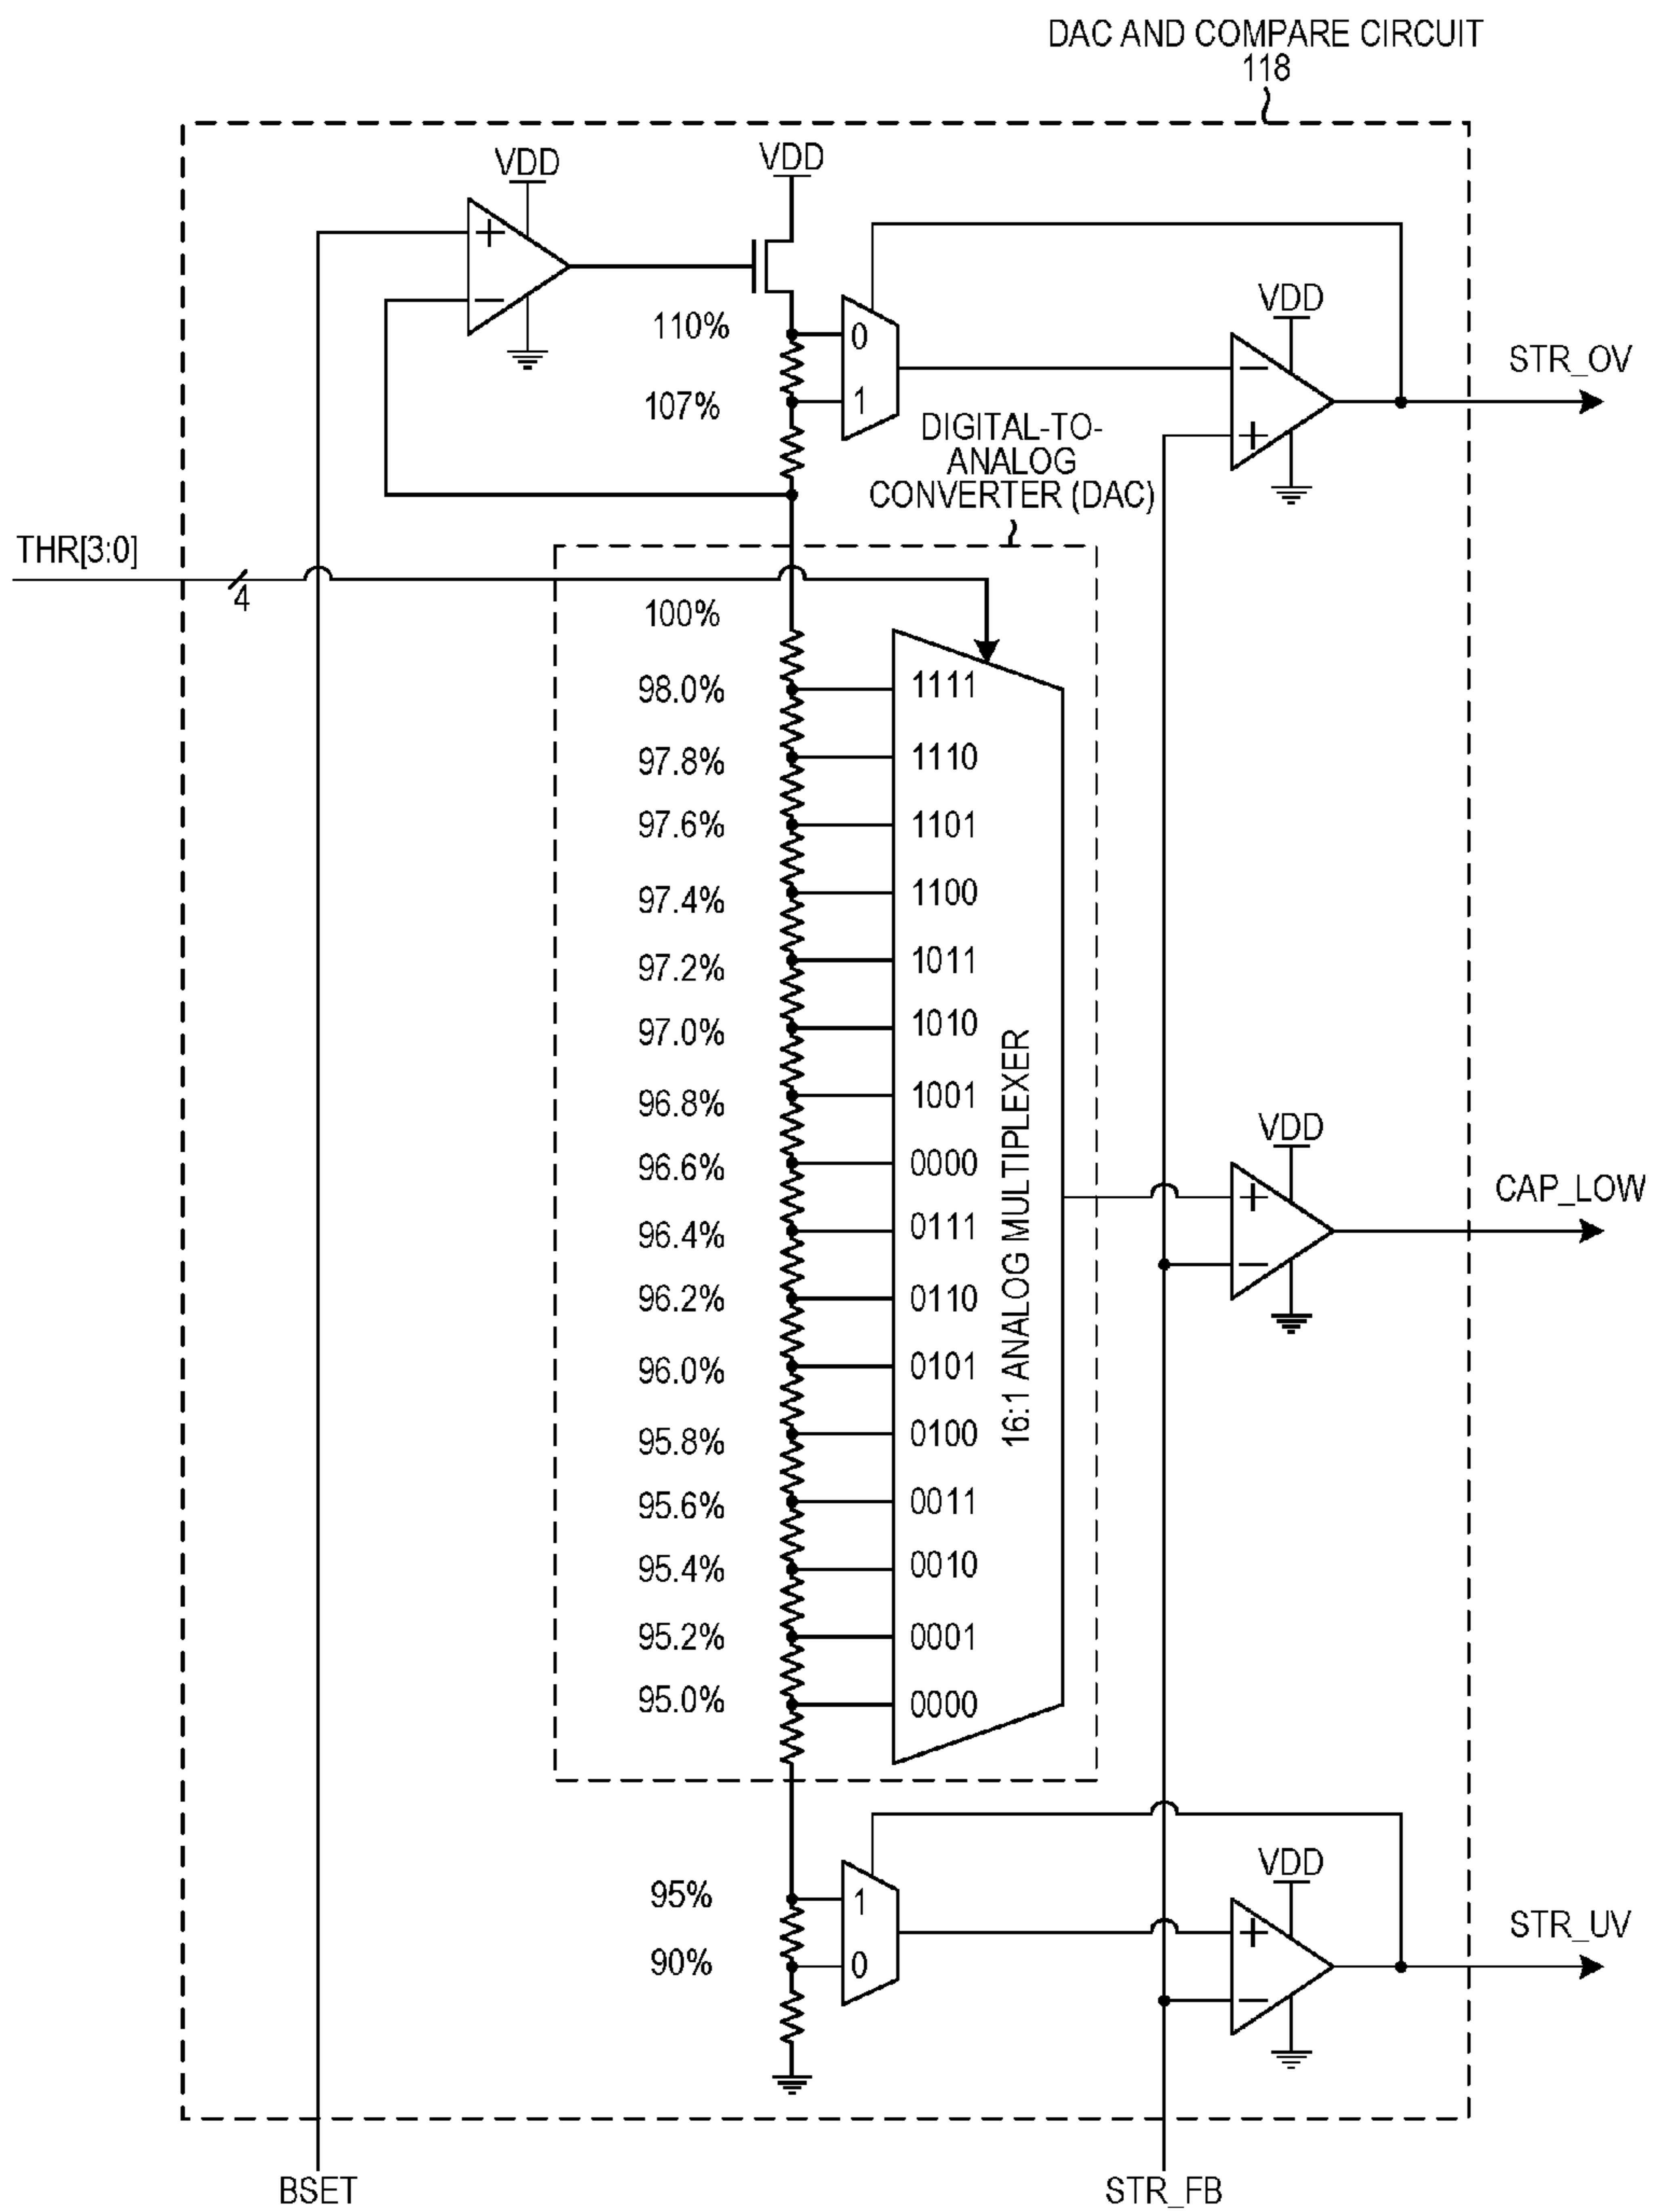 DAC AND COMPARE CIRCUIT
118
VDD
VDD
+
−
110%
0
VDD
STR_OV
107%
1
−
+
DIGITAL-TO-
ANALOG
CONVERTER (DAC)
THR[3:0]
4
100%
98.0% 1111
97.8% 1110
97.6% 1101
97.4% 1100
97.2% 1011
97.0% 1010
96.8% 1001
96.6% 0000
96.4% 0111
96.2% 0110
96.0% 0101
95.8% 0100
95.6% 0011
95.4% 0010
95.2% 0001
95.0% 0000
16:1 ANALOG MULTIPLEXER
VDD
CAP_LOW
+
−
95%
1
VDD
STR_UV
90%
0
+
−
BSET
STR_FB